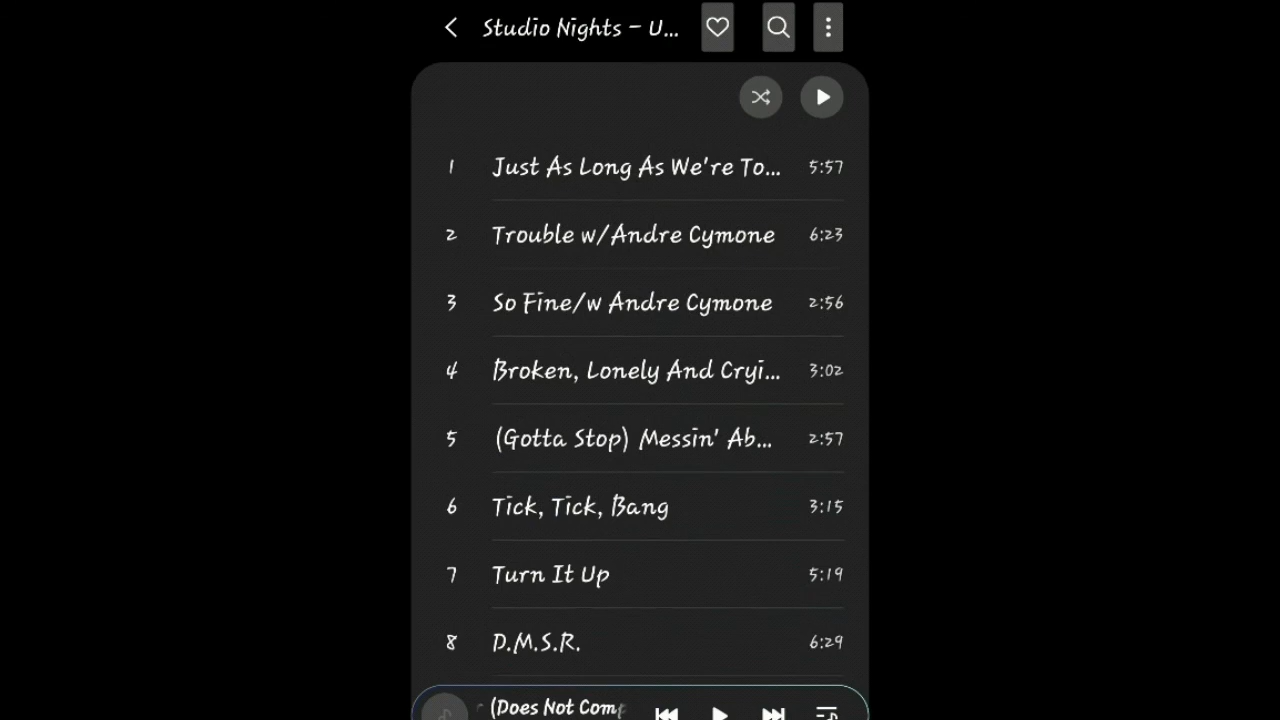 Studio Nights - U...
1 Just As Long As We're To... 5:57
2 Trouble w/Andre Cymone 6:23
3 So Fine/w Andre Cymone 2:56
4 Broken, Lonely And Cryi... 3:02
5 (Gotta Stop) Messin' Ab... 2:57
6 Tick, Tick, Bang 3:15
7 Turn It Up 5:19
8 D.M.S.R. 6:29
(Does Not Comp